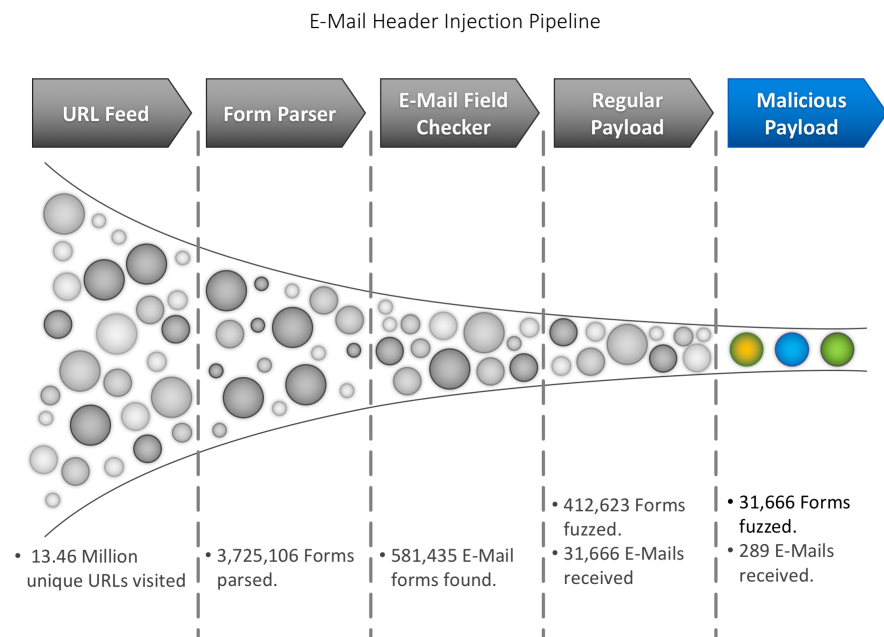 E-Mail Header Injection Pipeline
URL Feed
Form Parser
E-Mail Field
Checker
Regular
Payload
Malicious
Payload
• 13.46 Million
unique URLs visited
• 3,725,106 Forms
parsed.
• 581,435 E-Mail
forms found.
• 412,623 Forms
fuzzed.
• 31,666 E-Mails
received
• 31,666 Forms
fuzzed.
• 289 E-Mails
received.